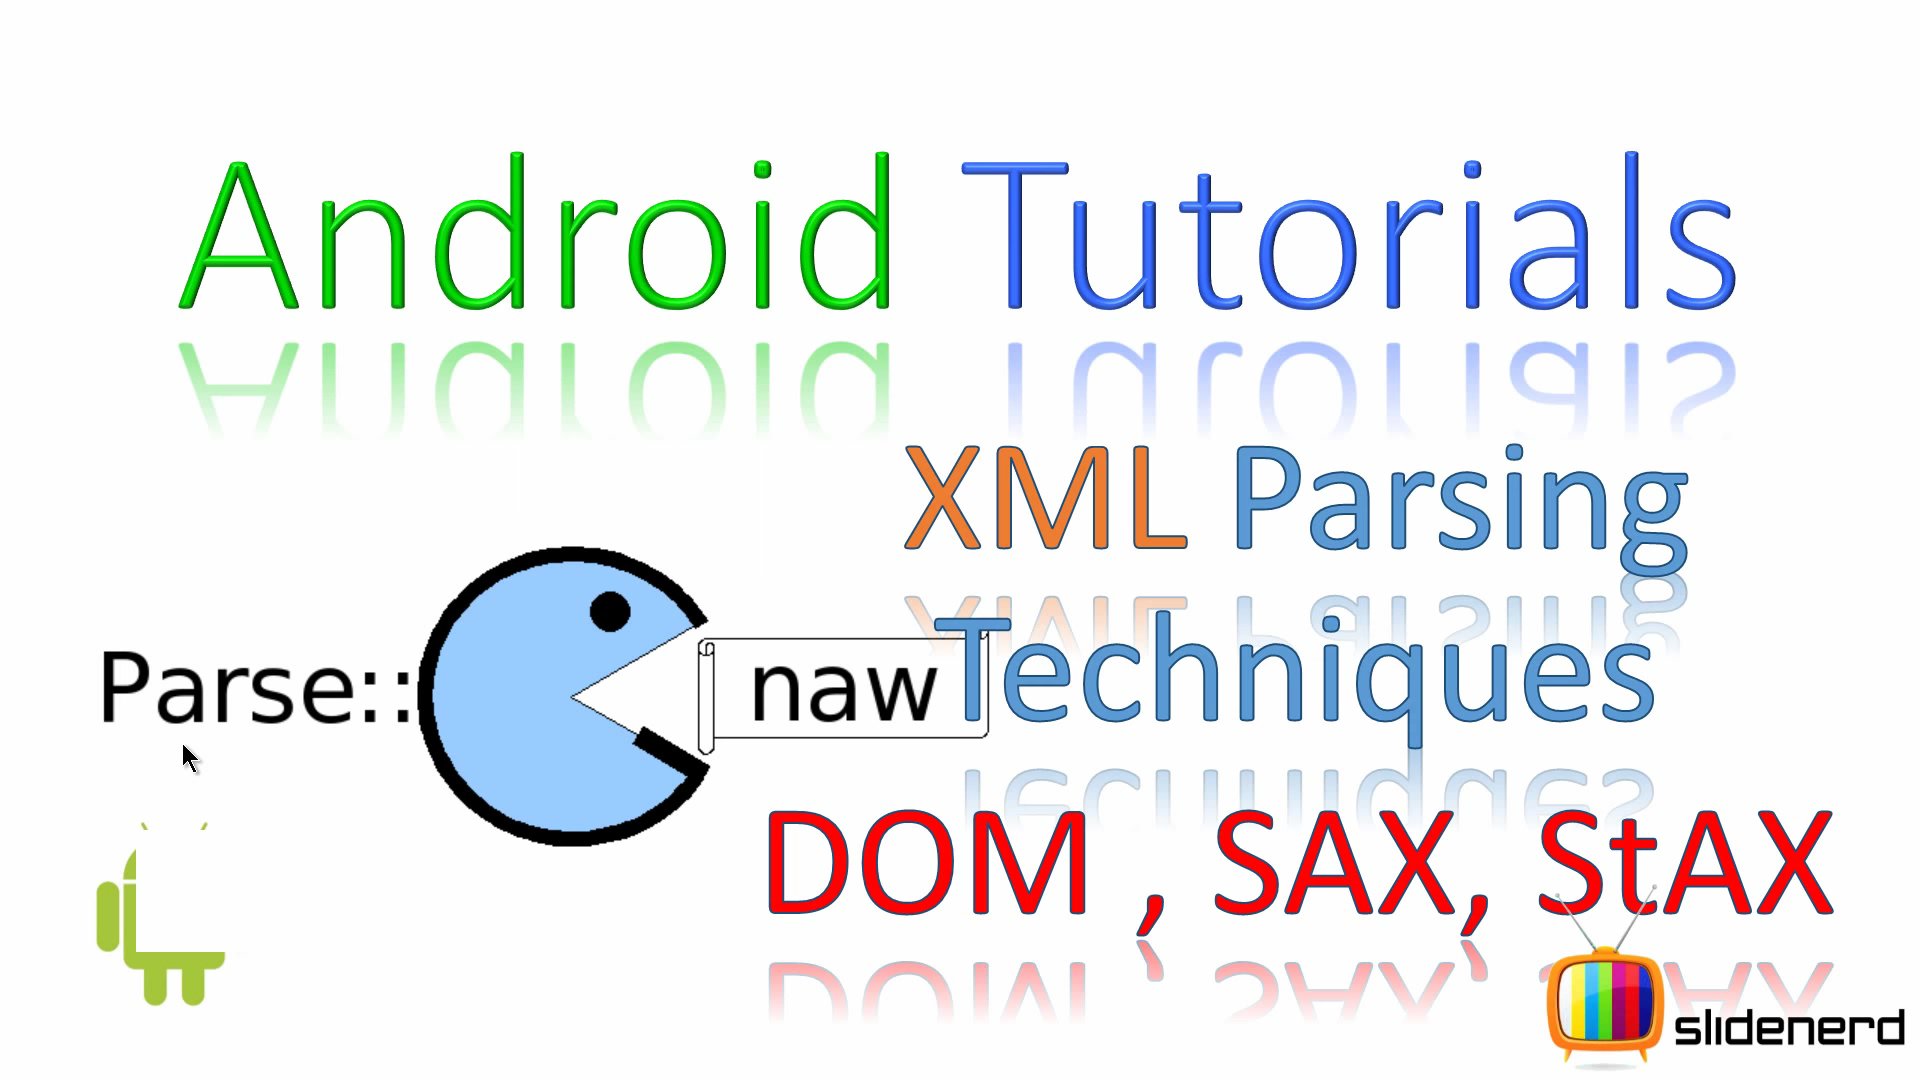 Android Tutorials
XML Parsing
Techniques
Parse::
naw
DOM , SAX, StAX
slidenerd